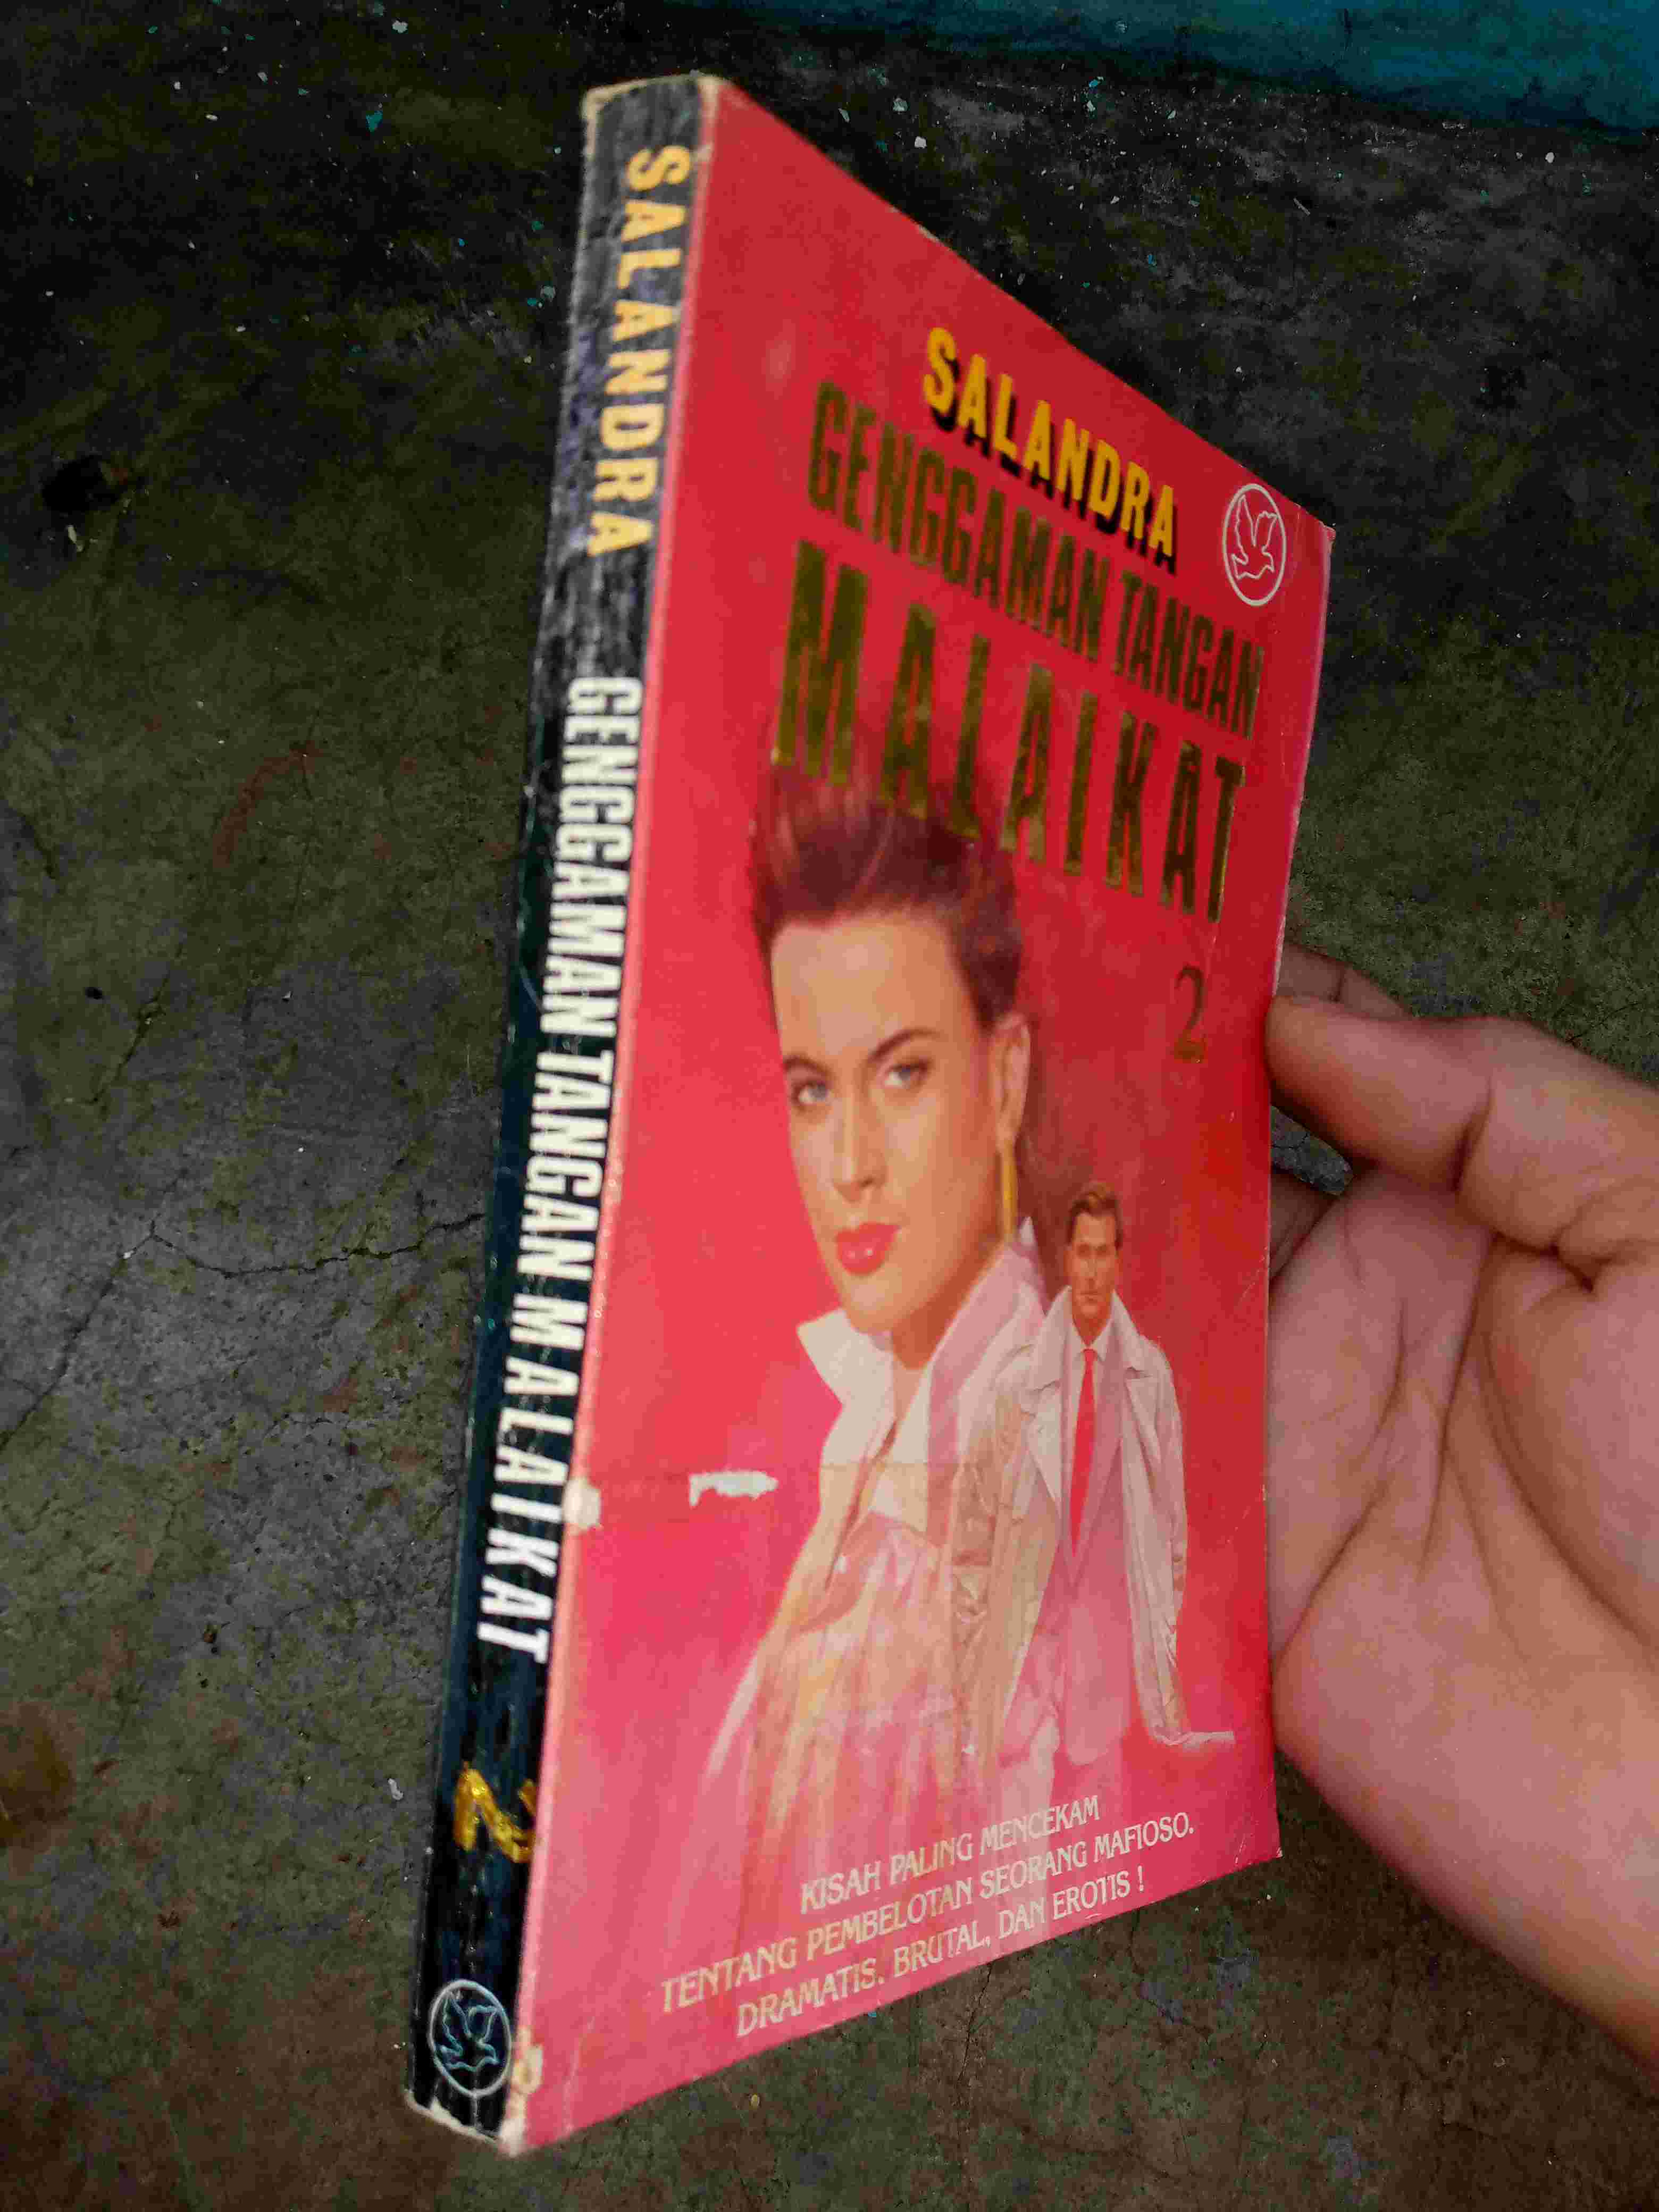 SALANDRA GENGGAMAN TANGAN MALAIKAT 2
SALANDRA
GENGGAMAN TANGAN
MALAIKAT
2
KISAH PALING MENCEKAM
TENTANG PEMBELOTAN SEORANG MAFIOSO.
DRAMATIS, BRUTAL, DAN EROTIS !